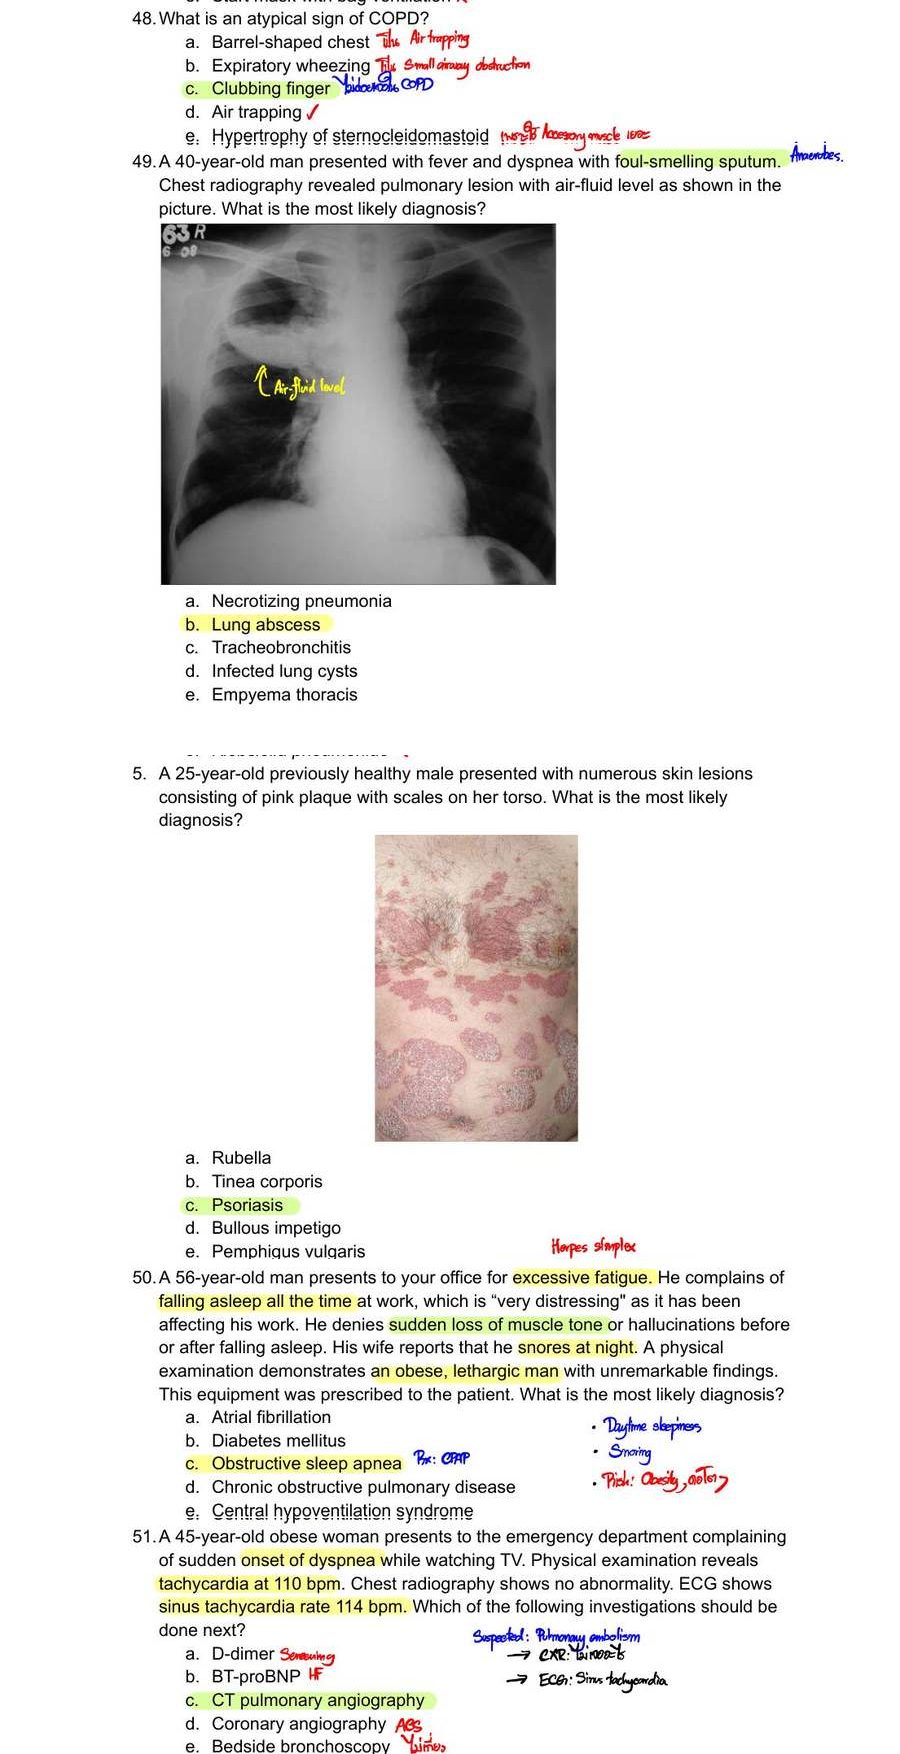 48. What is an atypical sign of COPD?
a. Barrel-shaped chest Air trapping
b. Expiratory wheezing Small airway obstruction
c. Clubbing finger COPD
d. Air trapping ✓
e. Hypertrophy of sternocleidomastoid Accessory muscle
49. A 40-year-old man presented with fever and dyspnea with foul-smelling sputum. Anaerobes.
Chest radiography revealed pulmonary lesion with air-fluid level as shown in the
picture. What is the most likely diagnosis?
63 R
6 08
Air-fluid level
a. Necrotizing pneumonia
b. Lung abscess
c. Tracheobronchitis
d. Infected lung cysts
e. Empyema thoracis
5. A 25-year-old previously healthy male presented with numerous skin lesions
consisting of pink plaque with scales on her torso. What is the most likely
diagnosis?
a. Rubella
b. Tinea corporis
c. Psoriasis
d. Bullous impetigo
e. Pemphigus vulgaris
Herpes simplex
50. A 56-year-old man presents to your office for excessive fatigue. He complains of
falling asleep all the time at work, which is “very distressing" as it has been
affecting his work. He denies sudden loss of muscle tone or hallucinations before
or after falling asleep. His wife reports that he snores at night. A physical
examination demonstrates an obese, lethargic man with unremarkable findings.
This equipment was prescribed to the patient. What is the most likely diagnosis?
a. Atrial fibrillation
b. Diabetes mellitus
c. Obstructive sleep apnea Rx: CPAP
d. Chronic obstructive pulmonary disease
e. Central hypoventilation syndrome
• Daytime sleepiness
• Snoring
• Risk: Obesity,
51. A 45-year-old obese woman presents to the emergency department complaining
of sudden onset of dyspnea while watching TV. Physical examination reveals
tachycardia at 110 bpm. Chest radiography shows no abnormality. ECG shows
sinus tachycardia rate 114 bpm. Which of the following investigations should be
done next?
Suspected: Pulmonary embolism
→ CXR:
→ ECG: Sinus tachycardia
a. D-dimer Screening
b. BT-proBNP HF
c. CT pulmonary angiography
d. Coronary angiography ACS
e. Bedside bronchoscopy